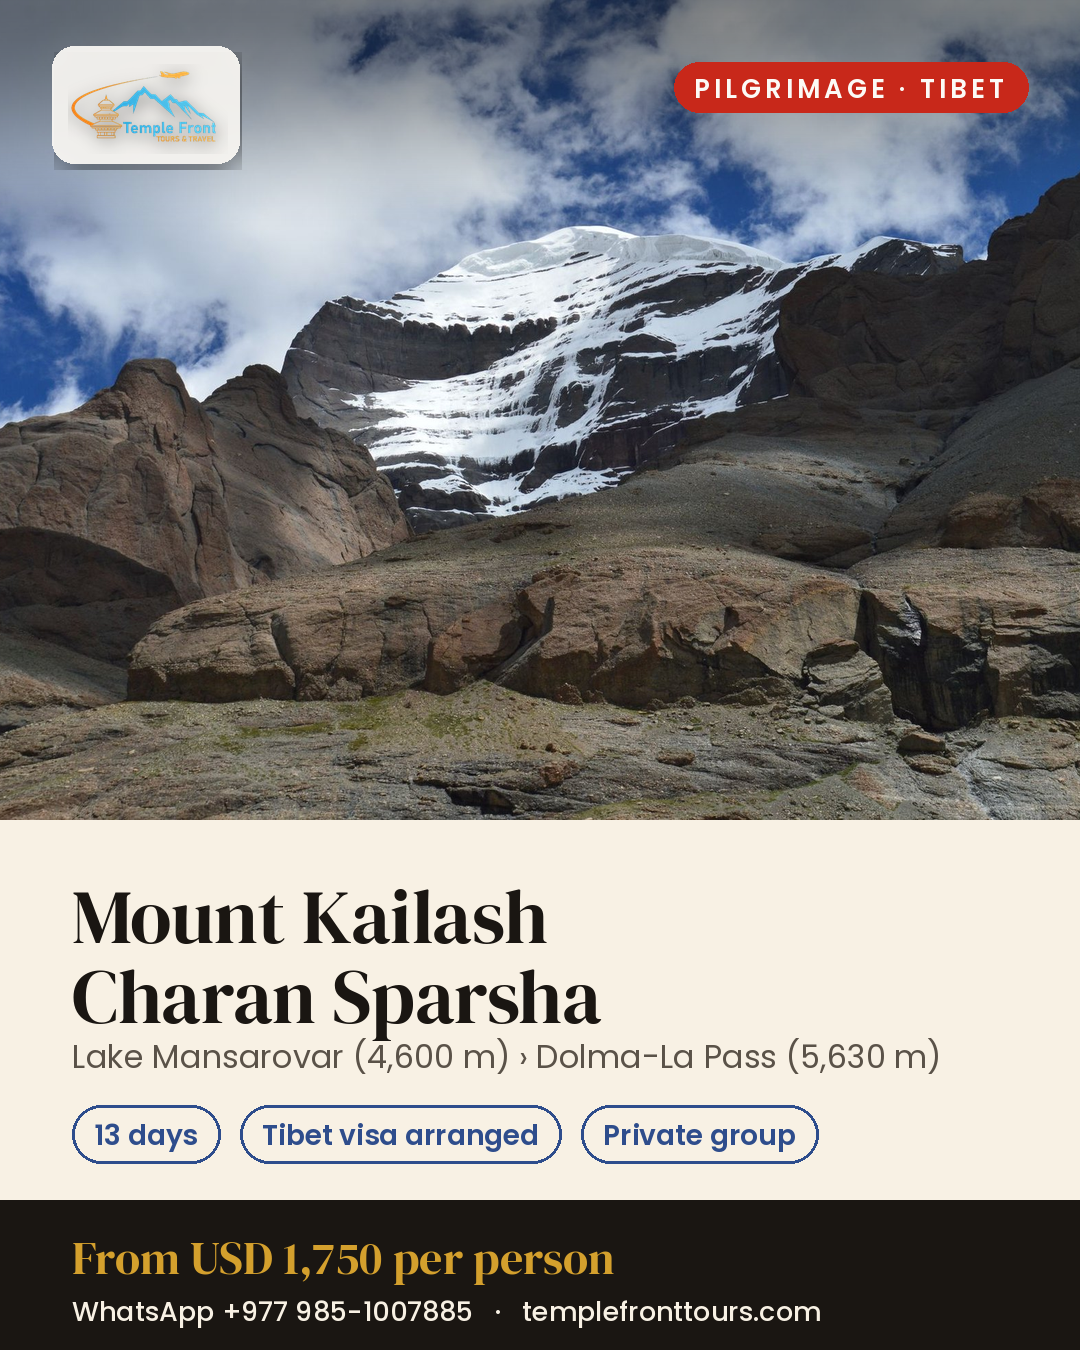 Temple Front
TOURS & TRAVEL
PILGRIMAGE · TIBET
Mount Kailash
Charan Sparsha
Lake Mansarovar (4,600 m) › Dolma-La Pass (5,630 m)
13 days
Tibet visa arranged
Private group
From USD 1,750 per person
WhatsApp +977 985-1007885 · templefronttours.com